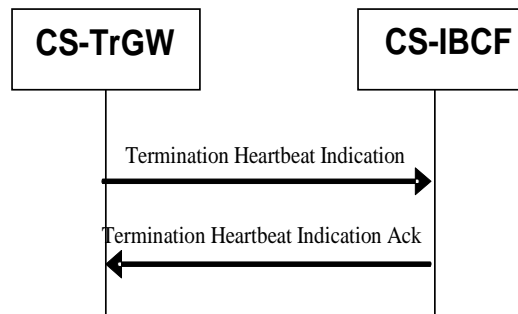 CS-TrGW
CS-IBCF
Termination Heartbeat Indication
Termination Heartbeat Indication Ack